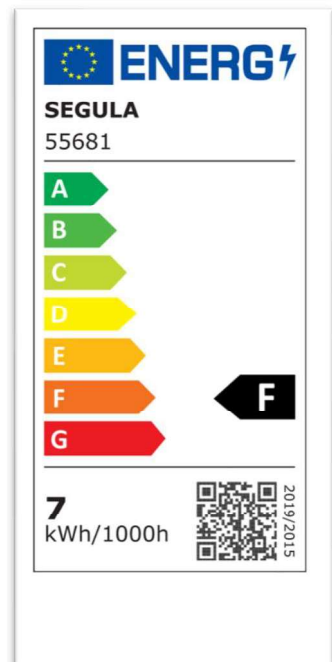 ENERG
SEGULA
55681
A
B
C
D
E
F
F
G
7
kWh/1000h
2019/2015